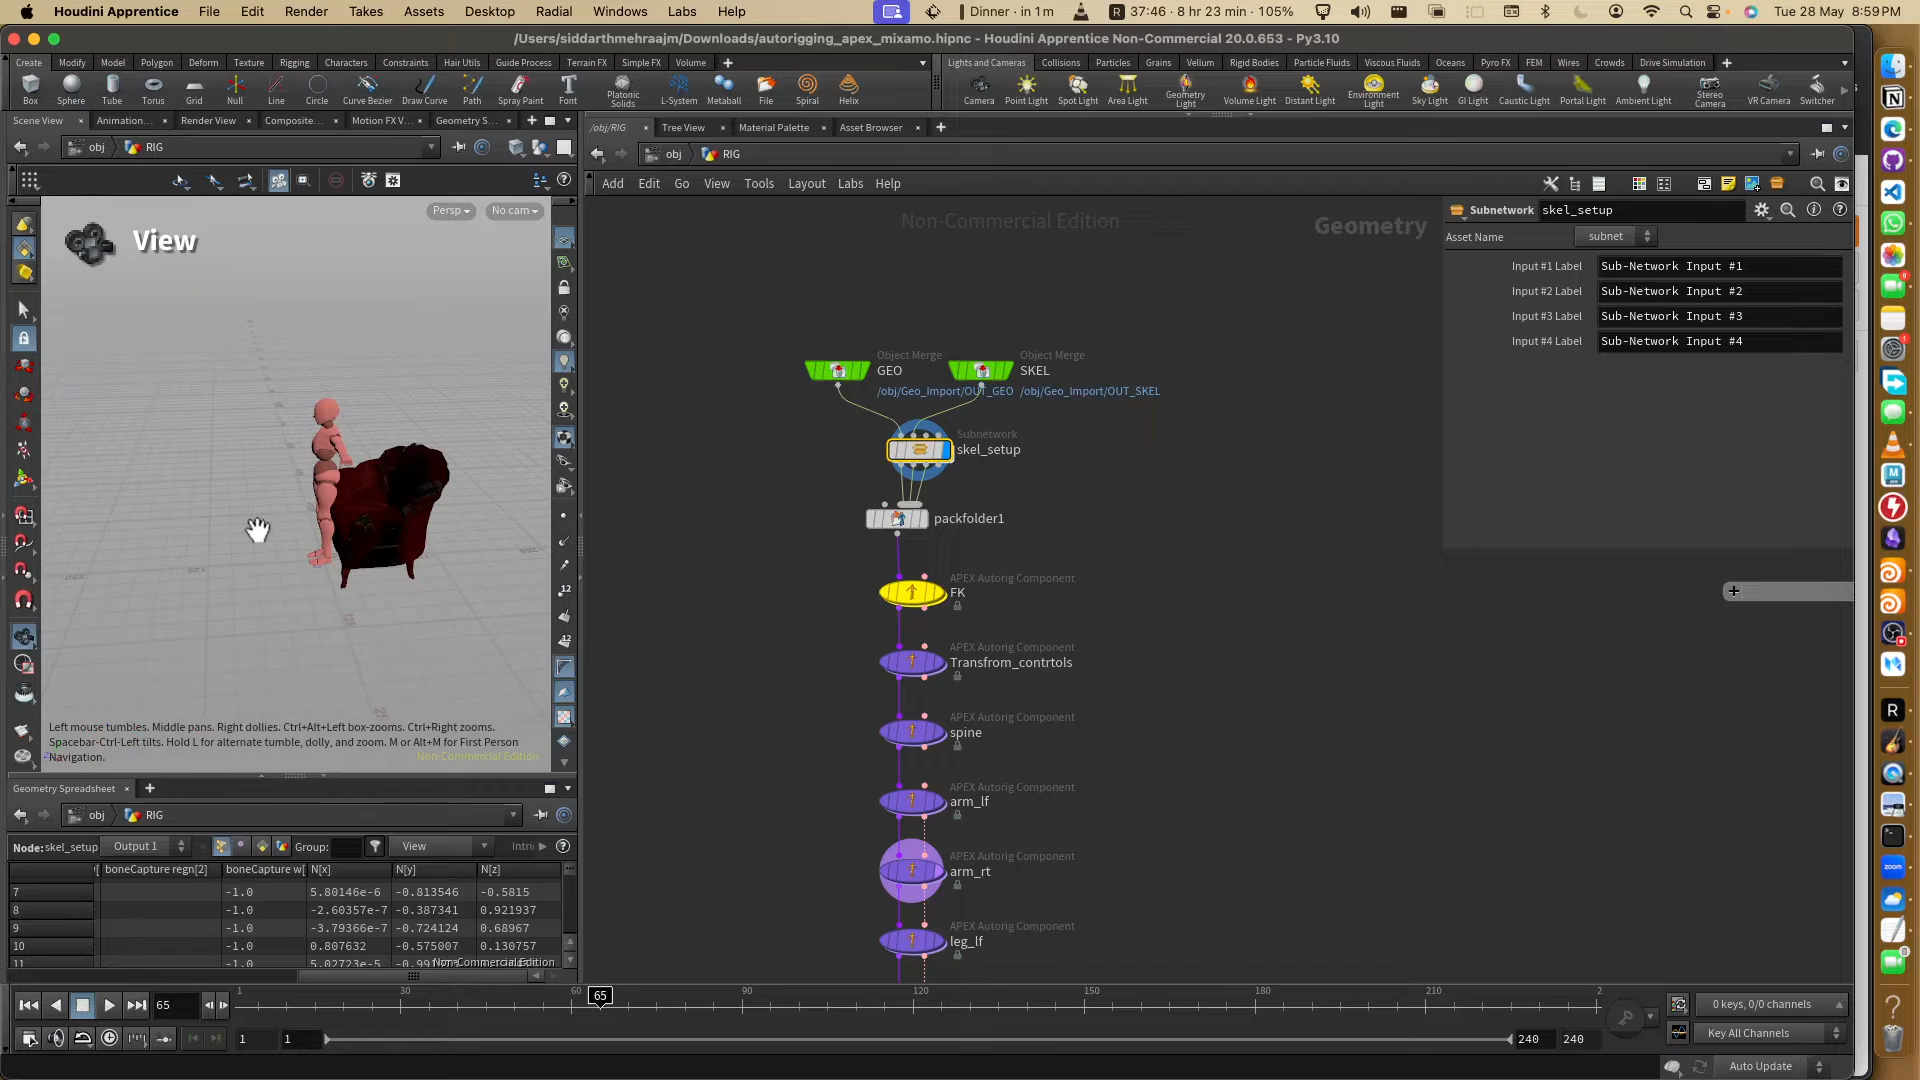 Houdini Apprentice File Edit Render Takes Assets Desktop Radial Windows Labs Help
Dinner · in 1m R 37:46 - 8 hr 23 min · 105% Tue 28 May 8:59 PM
/Users/siddarthmehraajm/Downloads/autorigging_apex_mixamo.hipnc - Houdini Apprentice Non-Commercial 20.0.653 - Py3.10
Create Modify Model Polygon Deform Texture Rigging Characters Constraints Hair Utils Guide Process Terrain FX Simple FX Volume
Lights and Cameras Collisions Particles Grains Vellum Rigid Bodies Particle Fluids Viscous Fluids Oceans Pyro FX FEM Wires Crowds Drive Simulation
Box Sphere Tube Torus Grid Null Line Circle Curve Bezier Draw Curve Path Spray Paint Font Platonic Solids L-System Metaball File Spiral Helix
Camera Point Light Spot Light Area Light Geometry Light Volume Light Distant Light Environment Light Sky Light GI Light Caustic Light Portal Light Ambient Light Stereo Camera VR Camera Switcher
Scene View Animation... Render View Composite... Motion FX V... Geometry S...
/obj/RIG Tree View Material Palette Asset Browser
obj RIG
obj RIG
Add Edit Go View Tools Layout Labs Help
Persp No cam
View
Non-Commercial Edition
Geometry
Subnetwork skel_setup
Asset Name subnet
Input #1 Label Sub-Network Input #1
Input #2 Label Sub-Network Input #2
Input #3 Label Sub-Network Input #3
Input #4 Label Sub-Network Input #4
Object Merge
GEO
/obj/Geo_Import/OUT_GEO
Object Merge
SKEL
/obj/Geo_Import/OUT_SKEL
Subnetwork
skel_setup
packfolder1
APEX Autorig Component
FK
APEX Autorig Component
Transfrom_contrtols
APEX Autorig Component
spine
APEX Autorig Component
arm_lf
APEX Autorig Component
arm_rt
APEX Autorig Component
leg_lf
12
12
Left mouse tumbles. Middle pans. Right dollies. Ctrl+Alt+Left box-zooms. Ctrl+Right zooms.
Spacebar-Ctrl-Left tilts. Hold L for alternate tumble, dolly, and zoom. M or Alt+M for First Person
Navigation.
Non-Commercial Edition
Geometry Spreadsheet
obj RIG
Node: skel_setup Output 1 Group: View Intri
boneCapture regn[2] boneCapture w[ N[x] N[y] N[z]
7 -1.0 5.80146e-6 -0.813546 -0.5815
8 -1.0 -2.60357e-7 -0.387341 0.921937
9 -1.0 -3.79366e-7 -0.724124 0.68967
10 -1.0 0.807632 -0.575007 0.130757
11 -1.0 5.02723e-5
Non-Commercial Edition
65 1 30 60 65 90 120 150 180 210 2
0 keys, 0/0 channels
1 1 240 240
Key All Channels
Auto Update